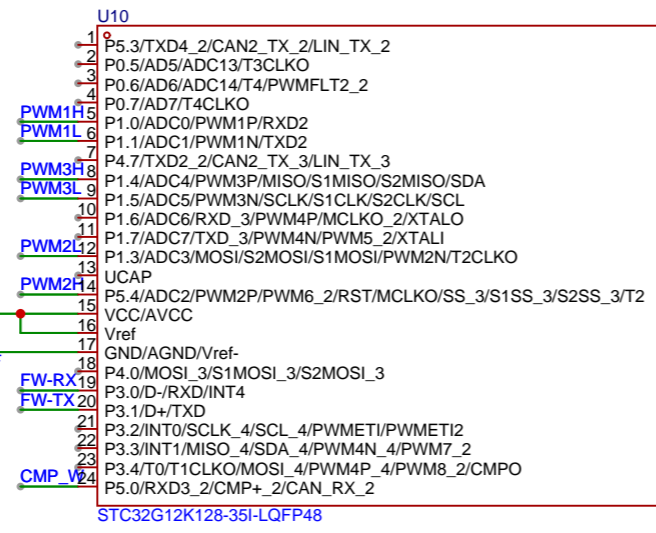 U10
1 P5.3/TXD4_2/CAN2_TX_2/LIN_TX_2
2 P0.5/AD5/ADC13/T3CLKO
3 P0.6/AD6/ADC14/T4/PWMFLT2_2
4 P0.7/AD7/T4CLKO
PWM1H 5 P1.0/ADC0/PWM1P/RXD2
PWM1L 6 P1.1/ADC1/PWM1N/TXD2
7 P4.7/TXD2_2/CAN2_TX_3/LIN_TX_3
PWM3H 8 P1.4/ADC4/PWM3P/MISO/S1MISO/S2MISO/SDA
PWM3L 9 P1.5/ADC5/PWM3N/SCLK/S1CLK/S2CLK/SCL
10 P1.6/ADC6/RXD_3/PWM4P/MCLKO_2/XTALO
11 P1.7/ADC7/TXD_3/PWM4N/PWM5_2/XTALI
PWM2L 12 P1.3/ADC3/MOSI/S2MOSI/S1MOSI/PWM2N/T2CLKO
13 UCAP
PWM2H 14 P5.4/ADC2/PWM2P/PWM6_2/RST/MCLKO/SS_3/S1SS_3/S2SS_3/T2
15 VCC/AVCC
16 Vref
17 GND/AGND/Vref-
18 P4.0/MOSI_3/S1MOSI_3/S2MOSI_3
FW-RX 19 P3.0/D-/RXD/INT4
FW-TX 20 P3.1/D+/TXD
21 P3.2/INT0/SCLK_4/SCL_4/PWMETI/PWMETI2
22 P3.3/INT1/MISO_4/SDA_4/PWM4N_4/PWM7_2
23 P3.4/T0/T1CLKO/MOSI_4/PWM4P_4/PWM8_2/CMPO
CMP_W 24 P5.0/RXD3_2/CMP+_2/CAN_RX_2
STC32G12K128-35I-LQFP48